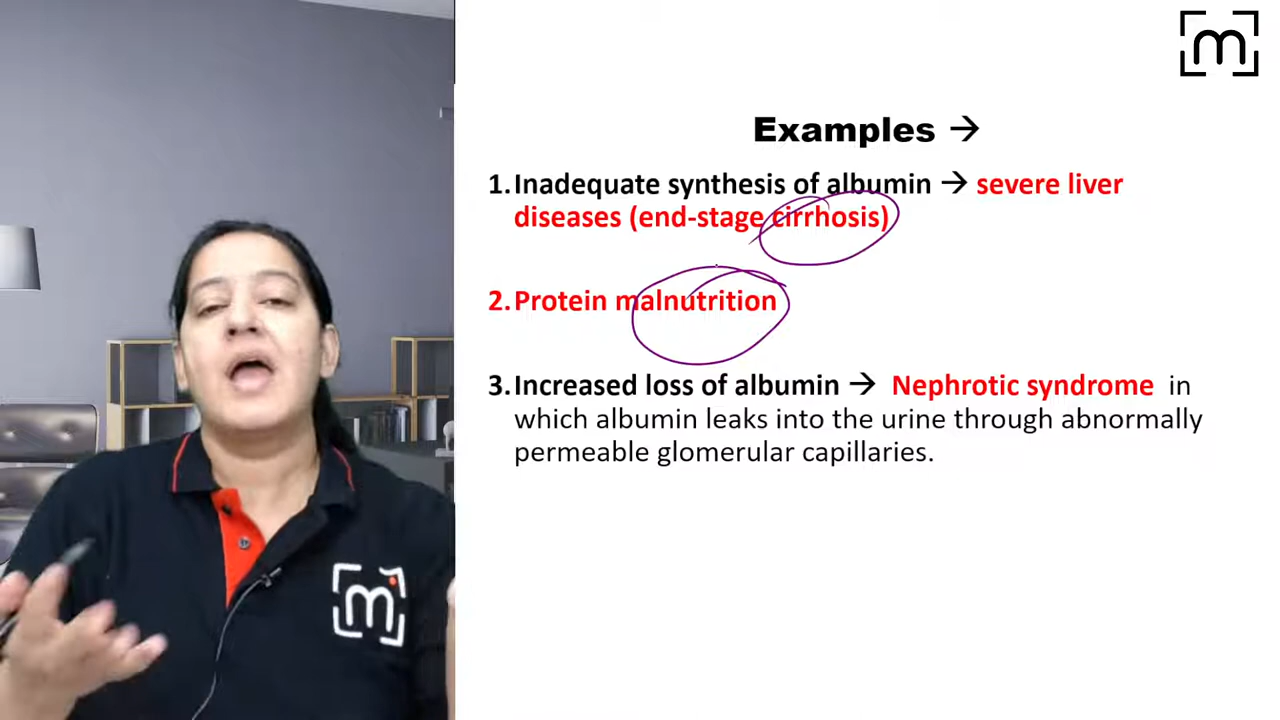 m
Examples →
1. Inadequate synthesis of albumin → severe liver
diseases (end-stage cirrhosis)
2. Protein malnutrition
3. Increased loss of albumin → Nephrotic syndrome in
which albumin leaks into the urine through abnormally
permeable glomerular capillaries.
m